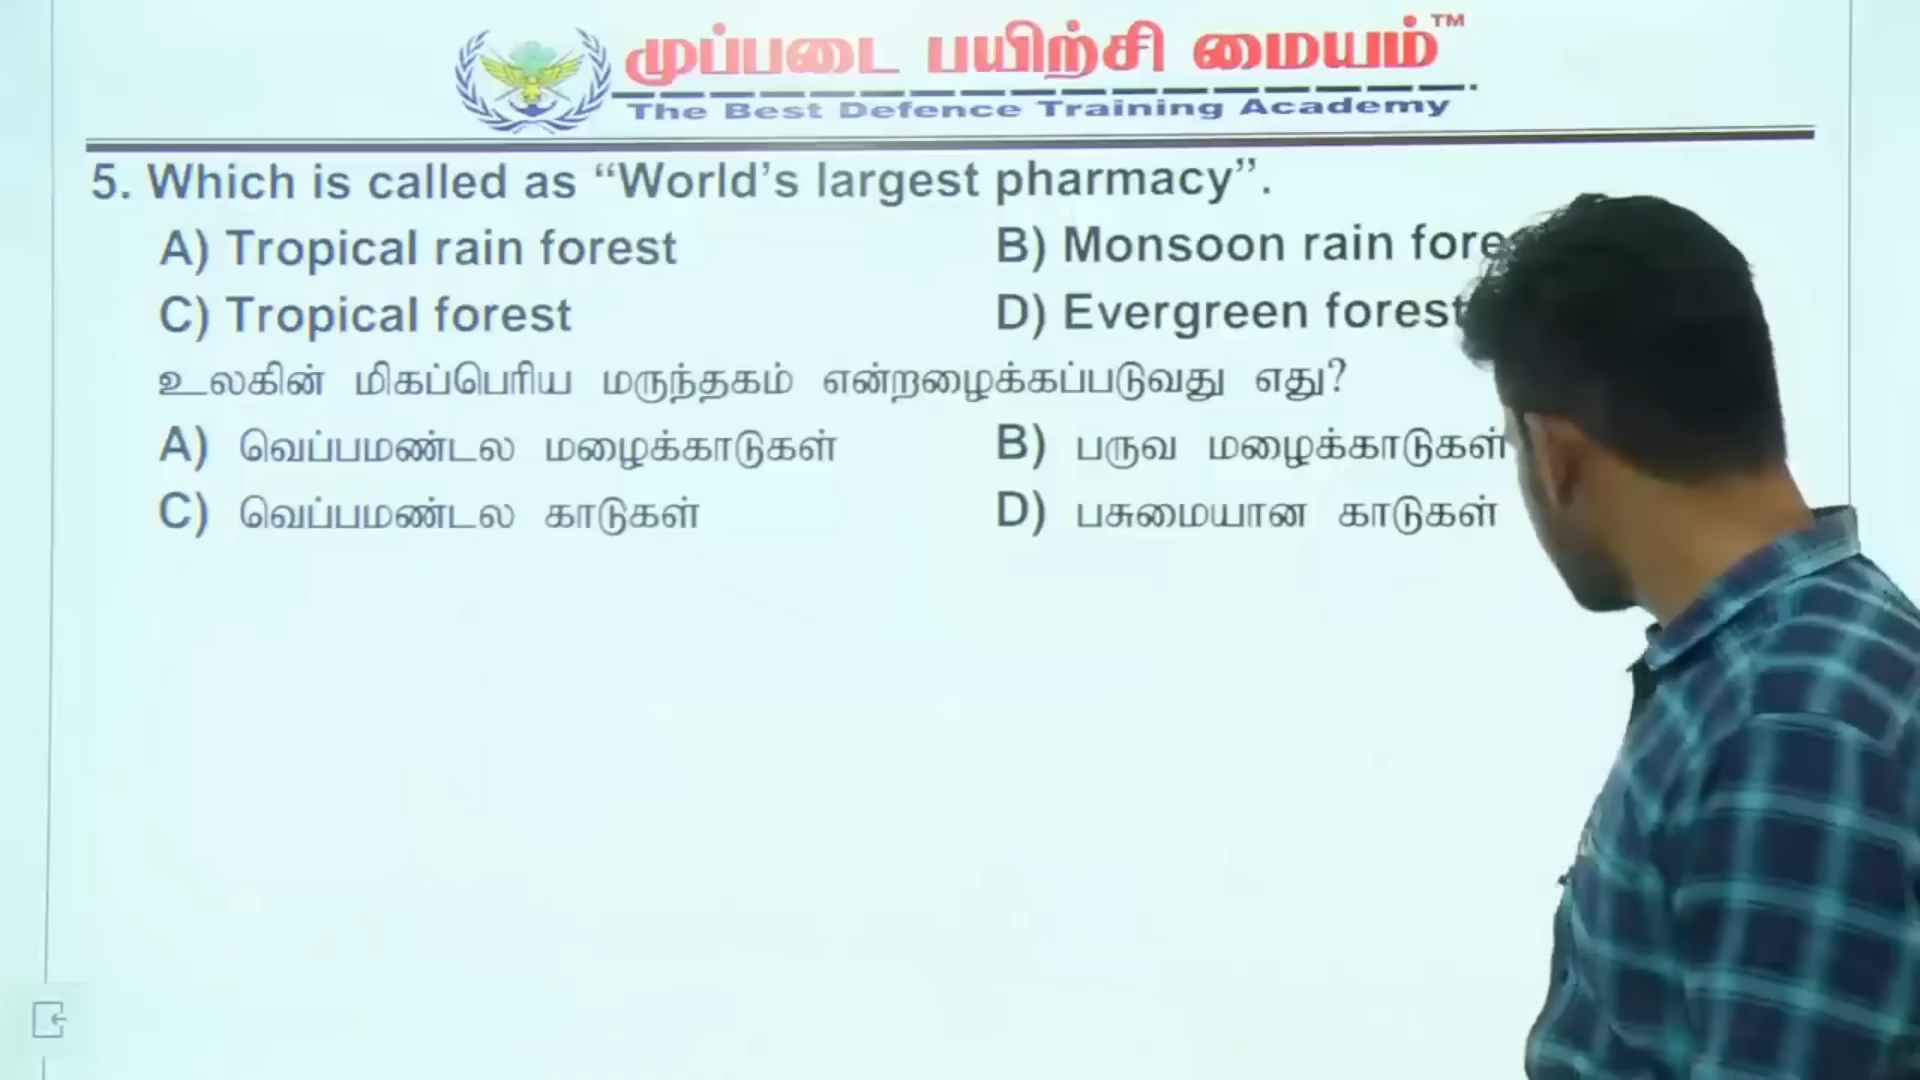 முப்படை பயிற்சி மையம்™
The Best Defence Training Academy
5. Which is called as “World’s largest pharmacy”.
A) Tropical rain forest B) Monsoon rain
C) Tropical forest D) Evergreen forest
உலகின் மிகப்பெரிய மருந்தகம் என்றழைக்கப்படுவது எது?
A) வெப்பமண்டல மழைக்காடுகள் B) பருவ மழைக்காடுகள்
C) வெப்பமண்டல காடுகள் D) பசுமையான காடுகள்